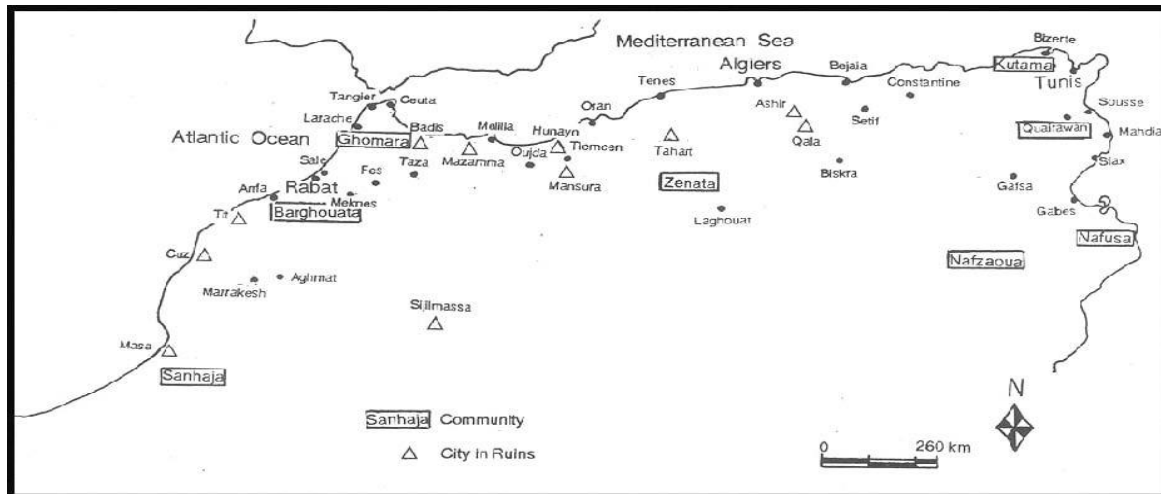 Mediterranean Sea
Bizerte
Kutama
Algiers
Bejaia
Constantine
Tunis
Tenes
Tangier
Ceuta
Oran
Ashir
Setif
Sousse
Larache
Atlantic Ocean
Ghomara
Badis
Melilla
Hunayn
Tlemcen
Qala
Quairawan
Mahdia
Sale
Fes
Taza
Mazamma
Oujda
Tahart
Biskra
Sfax
Rabat
Anfa
Meknes
Mansura
Zenata
Gafsa
Barghouata
Tit
Laghouat
Gabes
Nafusa
Nafzaoua
Guz
Aghmat
Marrakesh
Sijilmassa
Masa
Sanhaja
N
Sanhaja Community
City in Ruins
0 260 km